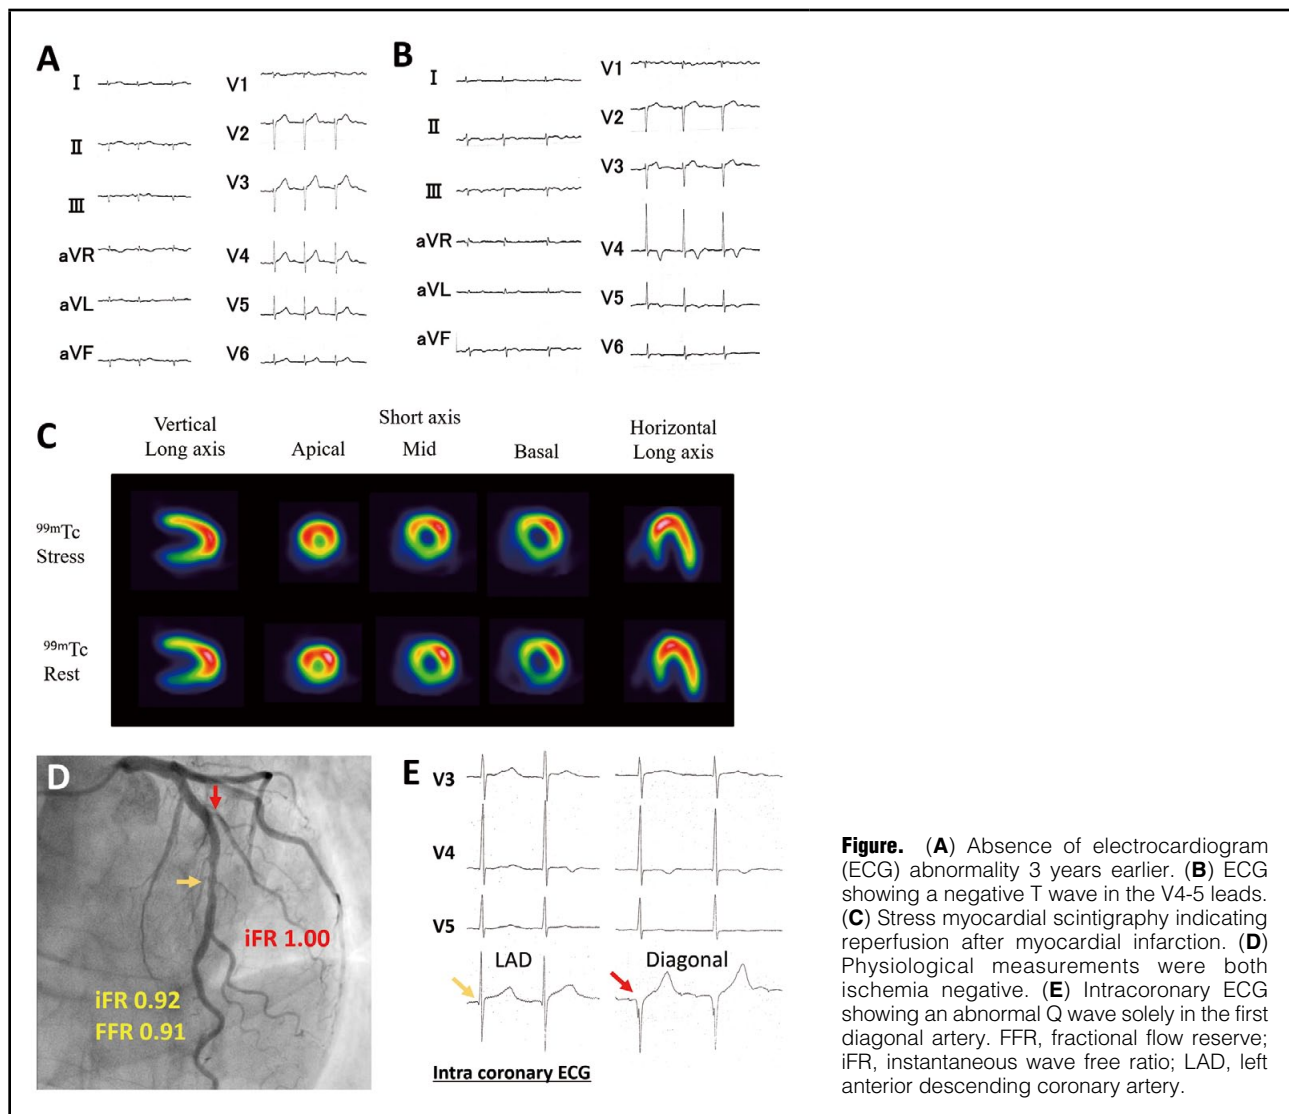 A
I
II
III
aVR
aVL
aVF
V1
V2
V3
V4
V5
V6
B
I
II
III
aVR
aVL
aVF
V1
V2
V3
V4
V5
V6
C
Vertical
Long axis
Short axis
Apical
Mid
Basal
Horizontal
Long axis
99mTc
Stress
99mTc
Rest
D
iFR 1.00
iFR 0.92
FFR 0.91
E
V3
V4
V5
LAD
Diagonal
Intra coronary ECG
Figure. (A) Absence of electrocardiogram
(ECG) abnormality 3 years earlier. (B) ECG
showing a negative T wave in the V4-5 leads.
(C) Stress myocardial scintigraphy indicating
reperfusion after myocardial infarction. (D)
Physiological measurements were both
ischemia negative. (E) Intracoronary ECG
showing an abnormal Q wave solely in the first
diagonal artery. FFR, fractional flow reserve;
iFR, instantaneous wave free ratio; LAD, left
anterior descending coronary artery.